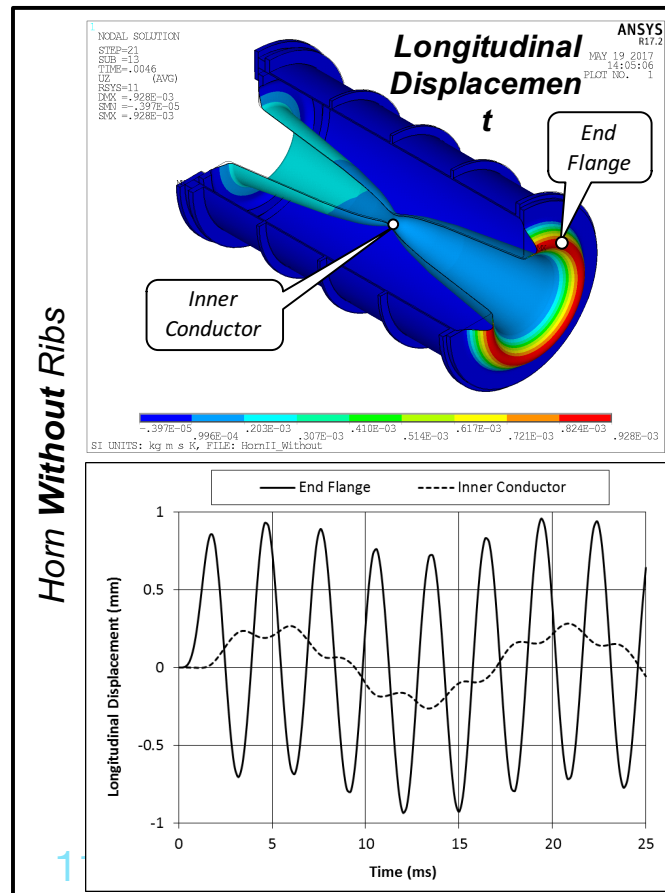 1
NODAL SOLUTION
STEP=21
SUB =13
TIME=.0046
UZ (AVG)
RSYS=11
DMX =.928E-03
SMN =-.397E-05
SMX =.928E-03
ANSYS
R17.2
MAY 19 2017
14:05:06
PLOT NO. 1
Longitudinal
Displacemen
t
End
Flange
Inner
Conductor
-.397E-05
.996E-04
.203E-03
.307E-03
.410E-03
.514E-03
.617E-03
.721E-03
.824E-03
.928E-03
SI UNITS: kg m s K, FILE: HornII_Without
Horn Without Ribs
End Flange
Inner Conductor
1
0.5
0
-0.5
-1
Longitudinal Displacement (mm)
0 5 10 15 20 25
Time (ms)